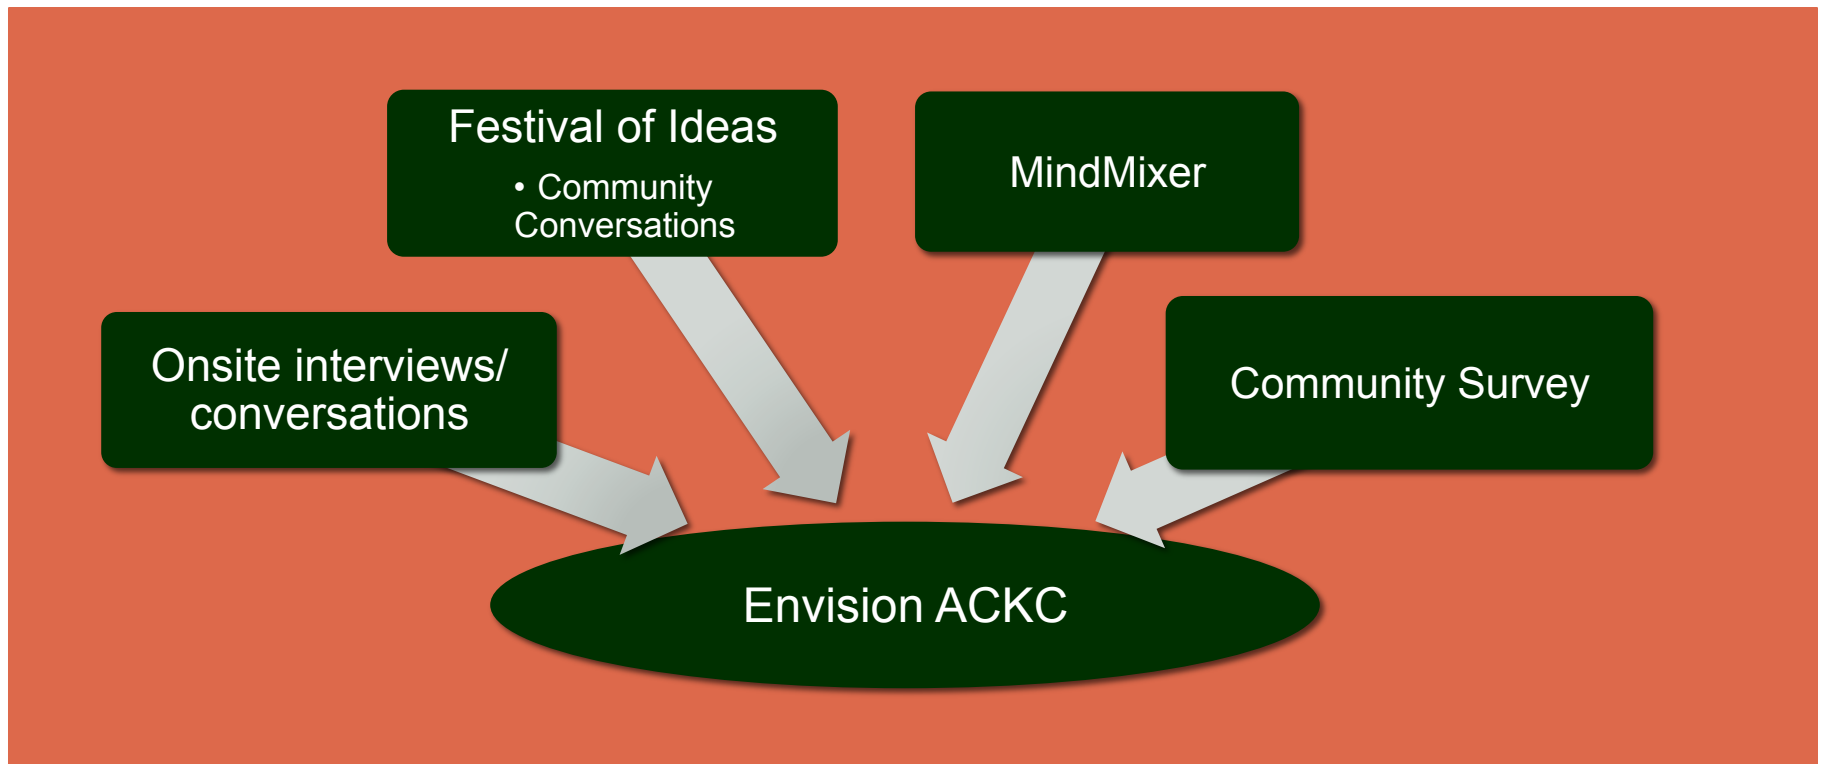 Festival of Ideas
• Community
Conversations
MindMixer
Onsite interviews/
conversations
Community Survey
Envision ACKC